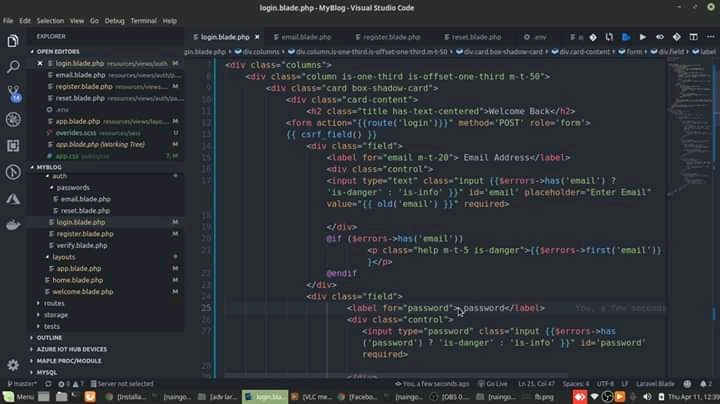 login.blade.php - MyBlog - Visual Studio Code
File Edit Selection View Go Debug Terminal Help
EXPLORER
login.blade.php email.blade.php register.blade.php reset.blade.php .env
OPEN EDITORS
login.blade.php resources/views/auth M
email.blade.php resources/views/auth/p...
register.blade.php resources/views... M
reset.blade.php resources/views/auth/pa...
.env
app.blade.php resources/views/layou... M
overides.scss resources/sass U
app.blade.php (Working Tree) M
app.css public/css 7, M
MYBLOG
auth
passwords
email.blade.php
reset.blade.php
login.blade.php M
register.blade.php M
verify.blade.php
layouts
app.blade.php M
home.blade.php M
welcome.blade.php M
routes
storage
tests
OUTLINE
AZURE IOT HUB DEVICES
MAPLE PROC/MODULE
MYSQL
gin.blade.php › div.columns › div.column.is-one-third.is-offset-one-third.m-t-50 › div.card.box-shadow-card › div.card-content › form › div.field › label
7 <div class="columns">
8 <div class="column is-one-third is-offset-one-third m-t-50">
9 <div class="card box-shadow-card">
10 <div class="card-content">
11 <h2 class="title has-text-centered">Welcome Back</h2>
12 <form action="{{route('login')}}" method='POST' role='form'>
13 {{ csrf_field() }}
14 <div class="field">
15 <label for="email m-t-20"> Email Address</label>
16 <div class="control">
17 <input type="text" class="input {{$errors->has('email') ?
'is-danger' : 'is-info' }}" id='email' placeholder="Enter Email"
value="{{ old('email') }}" required>
18
19 </div>
20 @if ($errors->has('email'))
21 <p class="help m-t-5 is-danger">{{$errors->first('email')}
}</p>
22 @endif
23 </div>
24 <div class="field">
25 <label for="password"> password</label> You, a few seconds
26 <div class="control">
27 <input type="password" class="input {{$errors->has
('password') ? 'is-danger' : 'is-info' }}" id='password'
required>
28
29 </div>
master* 0 7 Server not selected You, a few seconds ago Go Live Ln 25, Col 47 Spaces: 4 UTF-8 LF Laravel Blade
Menu [Installa... [naingo... [adv lar... login.bla... [VLC me... [Facebo... [naingo... [OBS 0.... [naingo... fb.png Thu Apr 11, 12:39